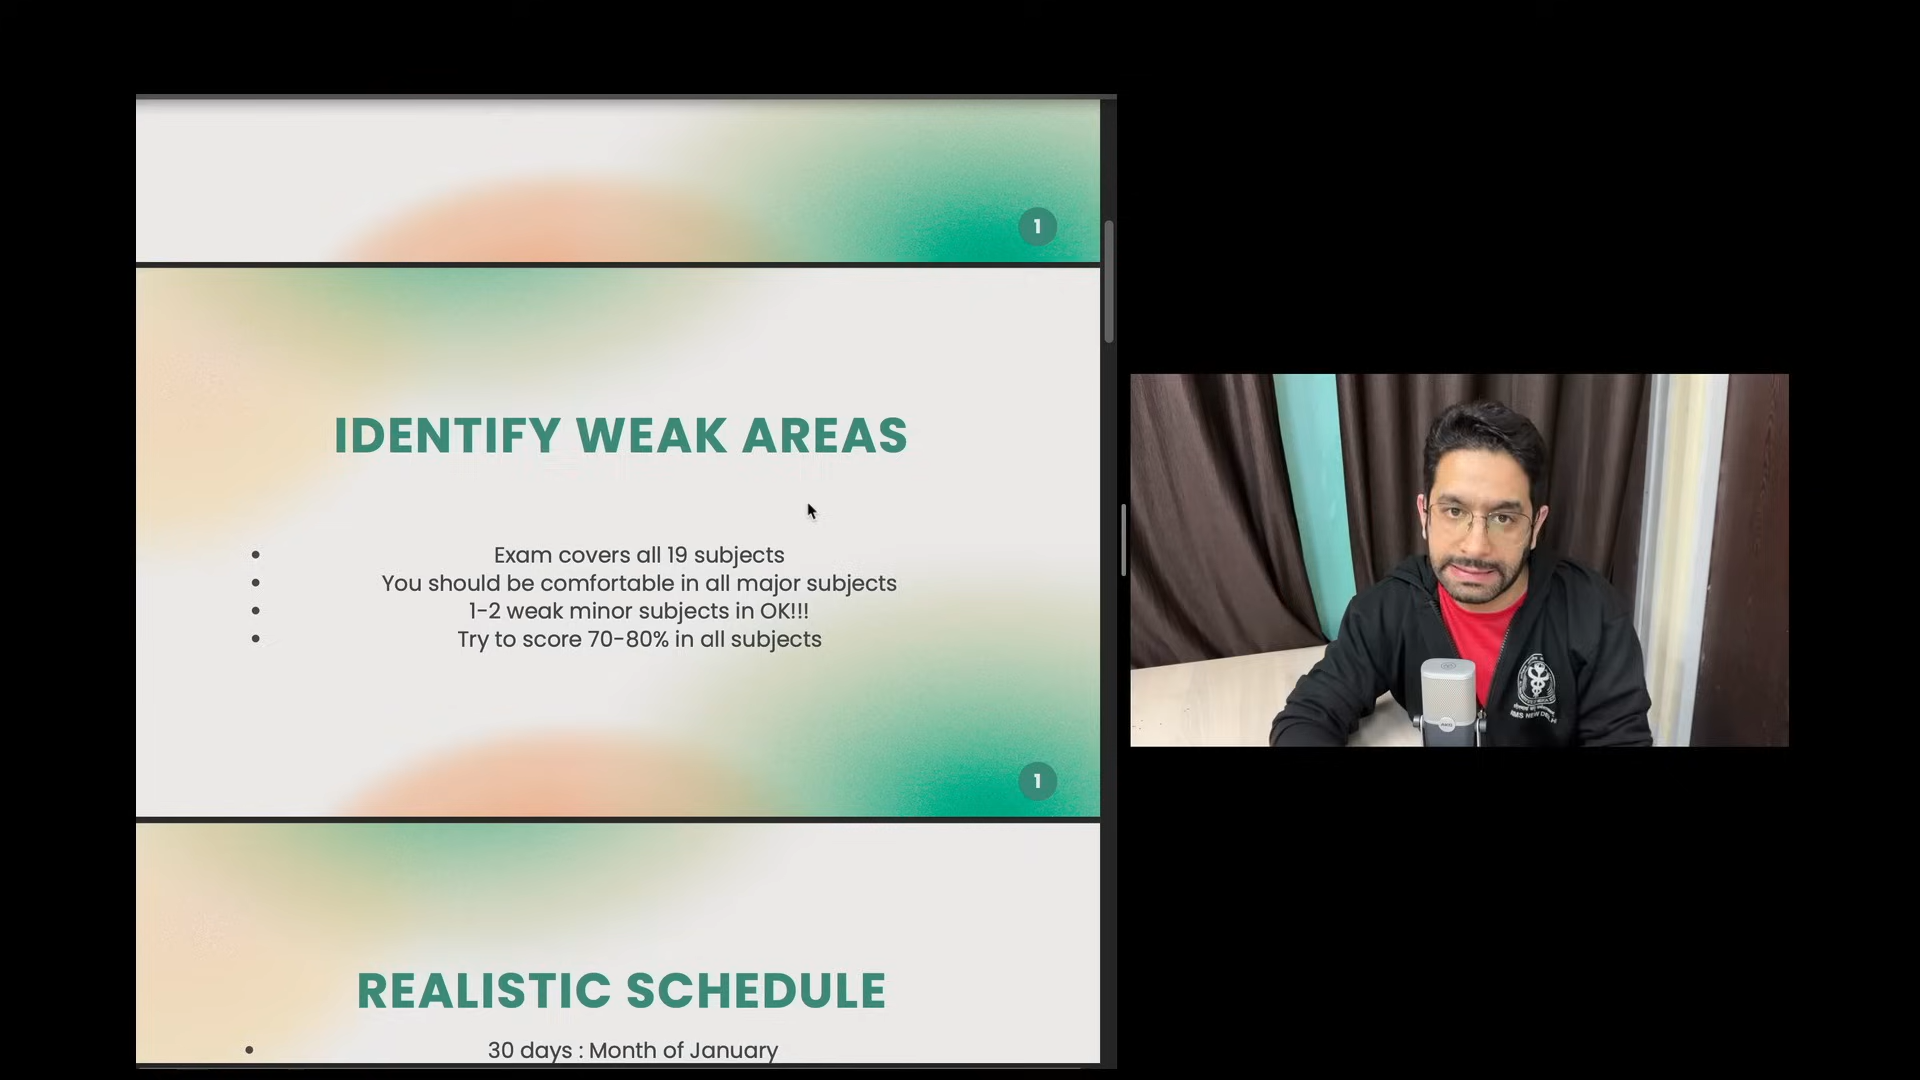 1
IDENTIFY WEAK AREAS
• Exam covers all 19 subjects
• You should be comfortable in all major subjects
• 1-2 weak minor subjects in OK!!!
• Try to score 70-80% in all subjects
1
REALISTIC SCHEDULE
• 30 days : Month of January